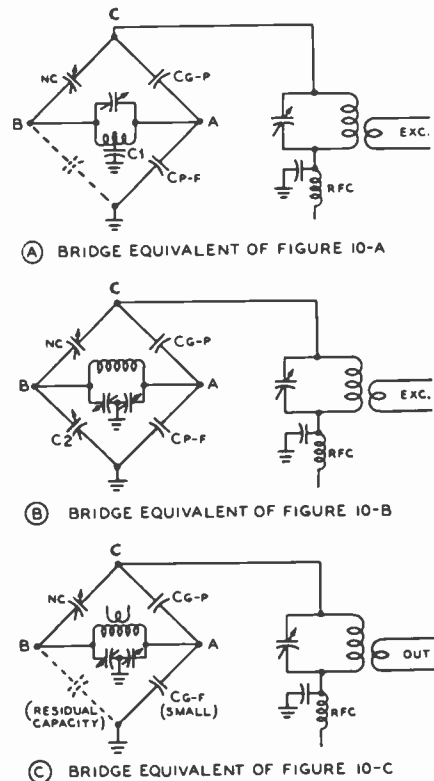 C
NC
CG-P
B
A
C1
CP-F
EXC.
RFC
A BRIDGE EQUIVALENT OF FIGURE 10-A
C
NC
CG-P
B
A
C2
CP-F
EXC.
RFC
B BRIDGE EQUIVALENT OF FIGURE 10-B
C
NC
CG-P
B
A
(RESIDUAL
CAPACITY)
CG-F
(SMALL)
OUT
RFC
C BRIDGE EQUIVALENT OF FIGURE 10-C